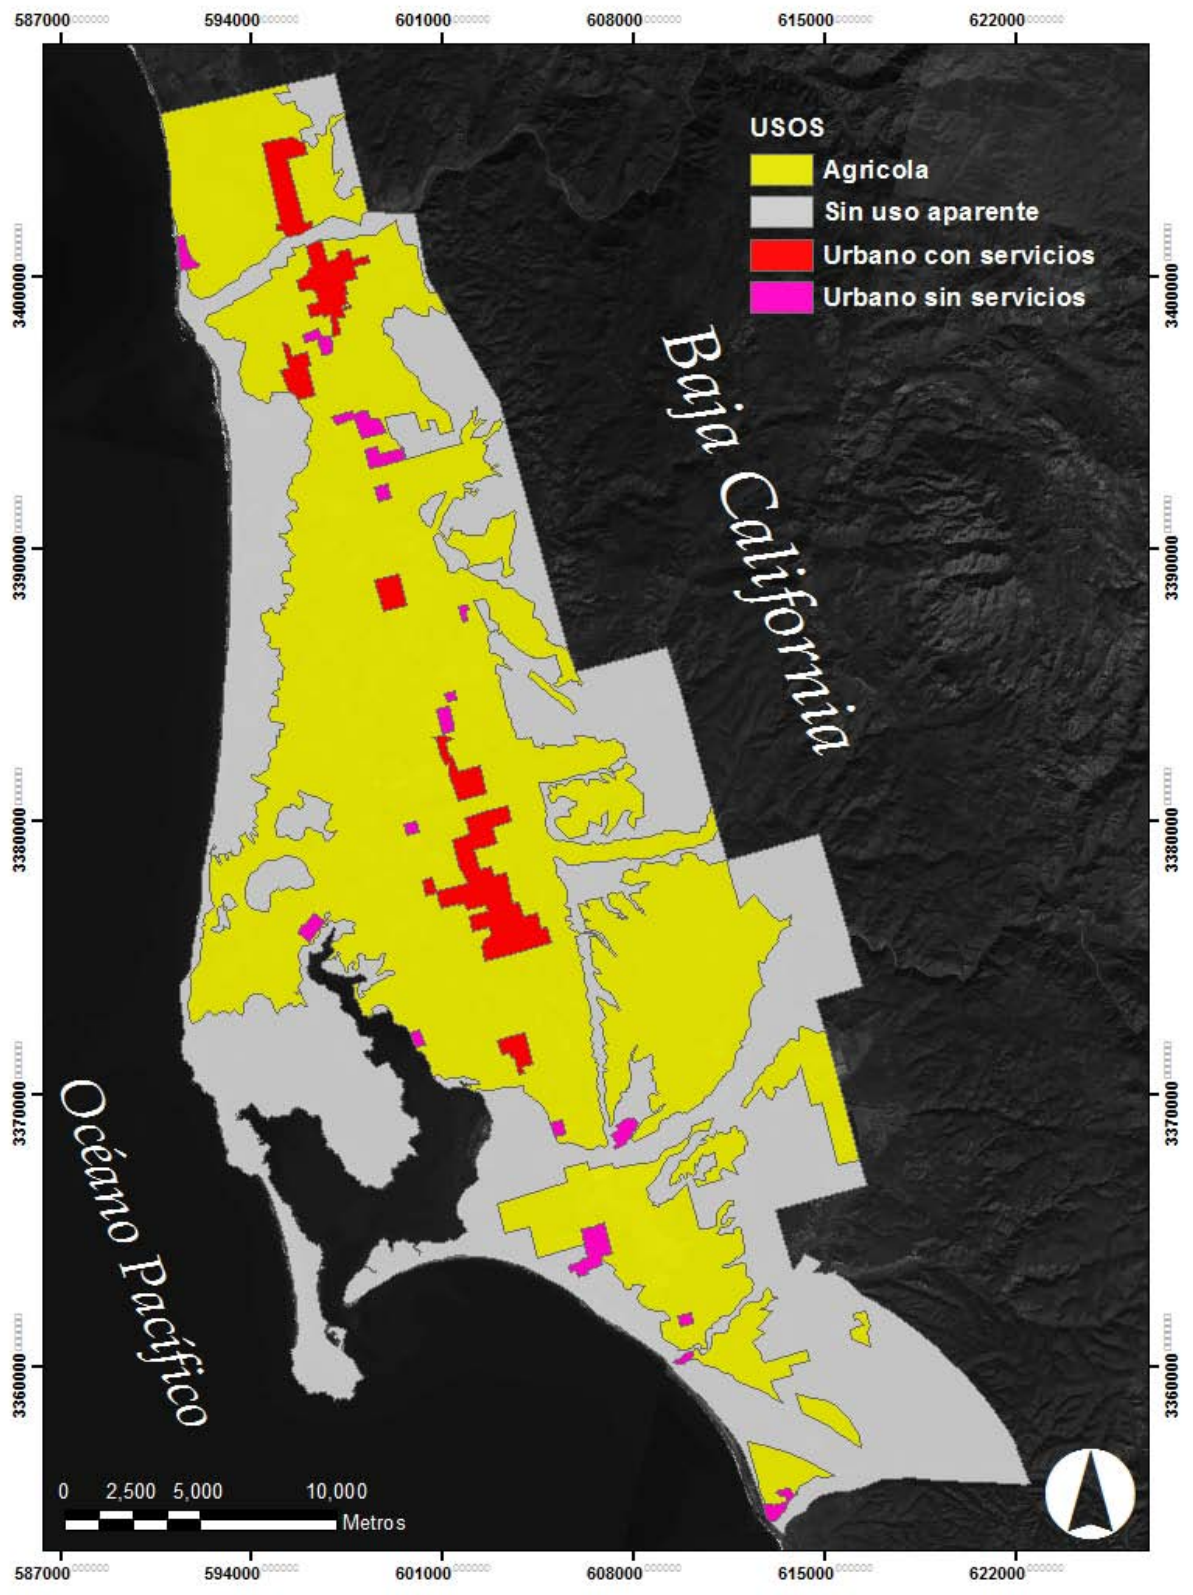 587000 594000 601000 608000 615000 622000
USOS
Agricola
Sin uso aparente
Urbano con servicios
Urbano sin servicios
3400000 3400000
Baja California
3390000 3390000
3380000 3380000
3370000 3370000
Océano Pacífico
3360000 3360000
0 2,500 5,000 10,000
Metros
587000 594000 601000 608000 615000 622000